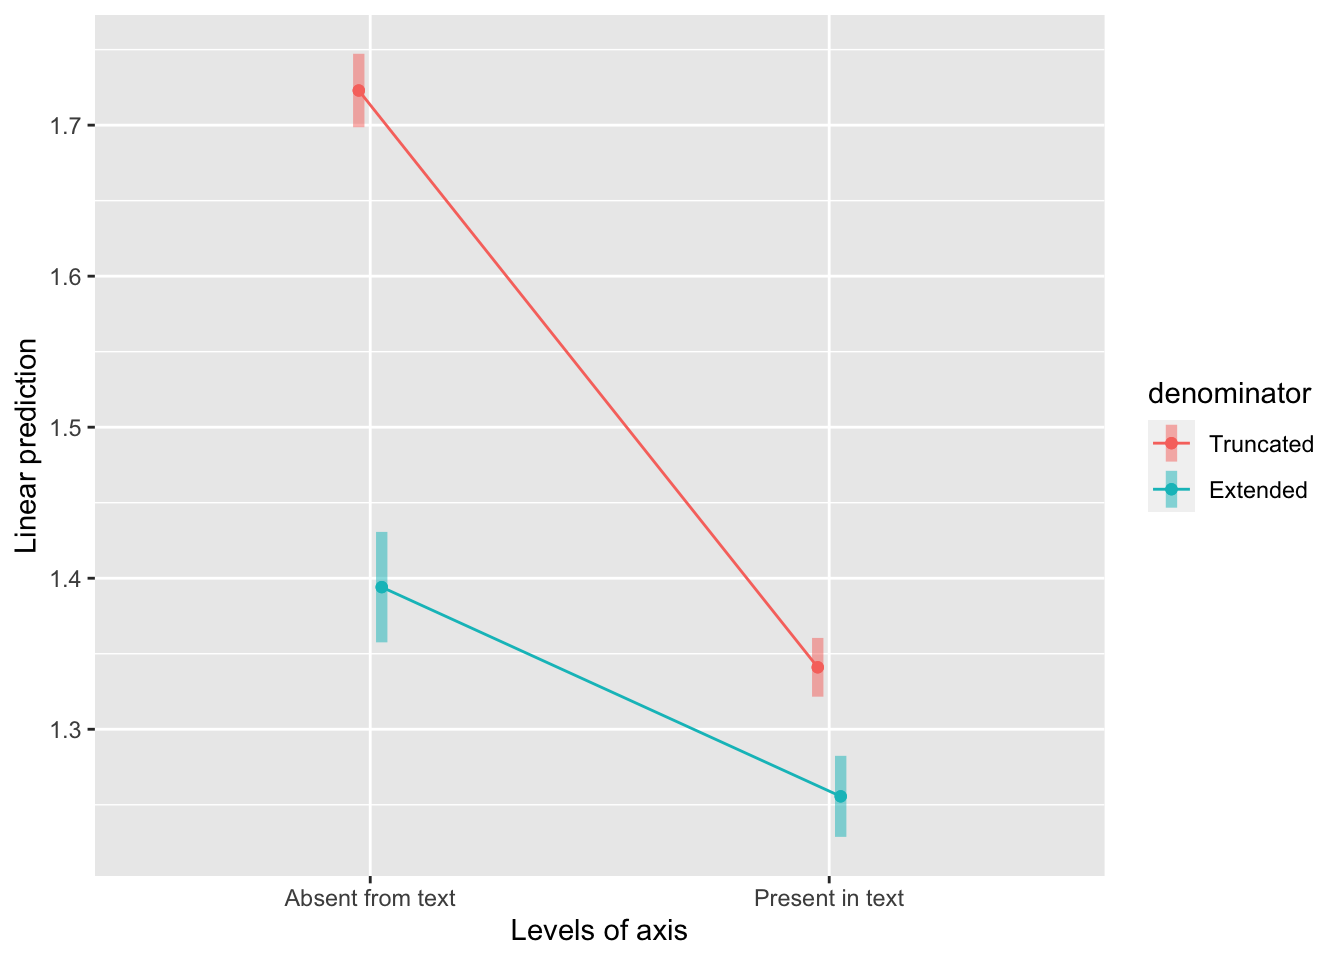 1.7
1.6
1.5
1.4
1.3
Linear prediction
Absent from text
Present in text
Levels of axis
denominator
Truncated
Extended